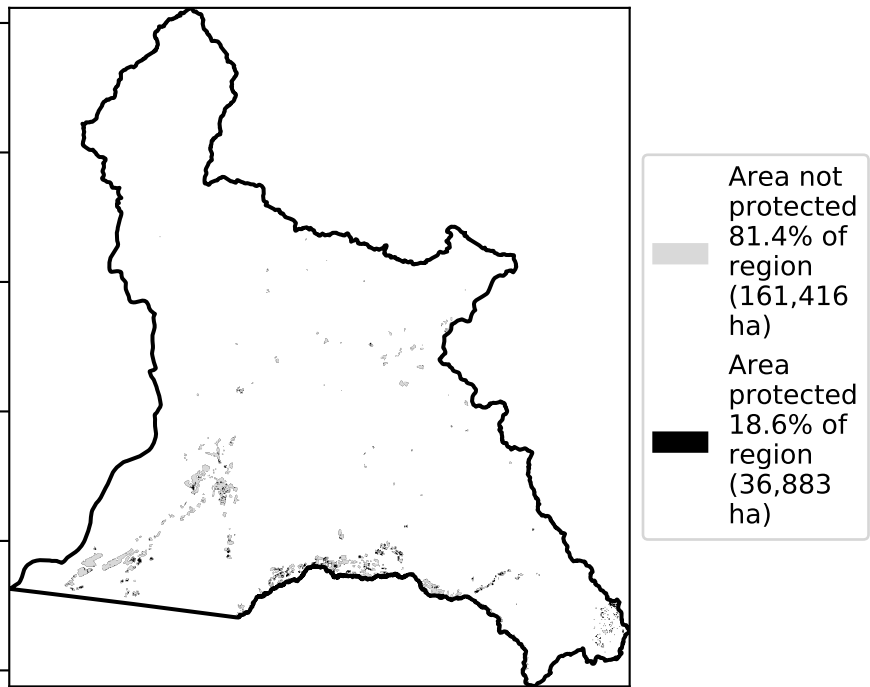 Area not
protected
81.4% of
region
(161,416
ha)
Area
protected
18.6% of
region
(36,883
ha)